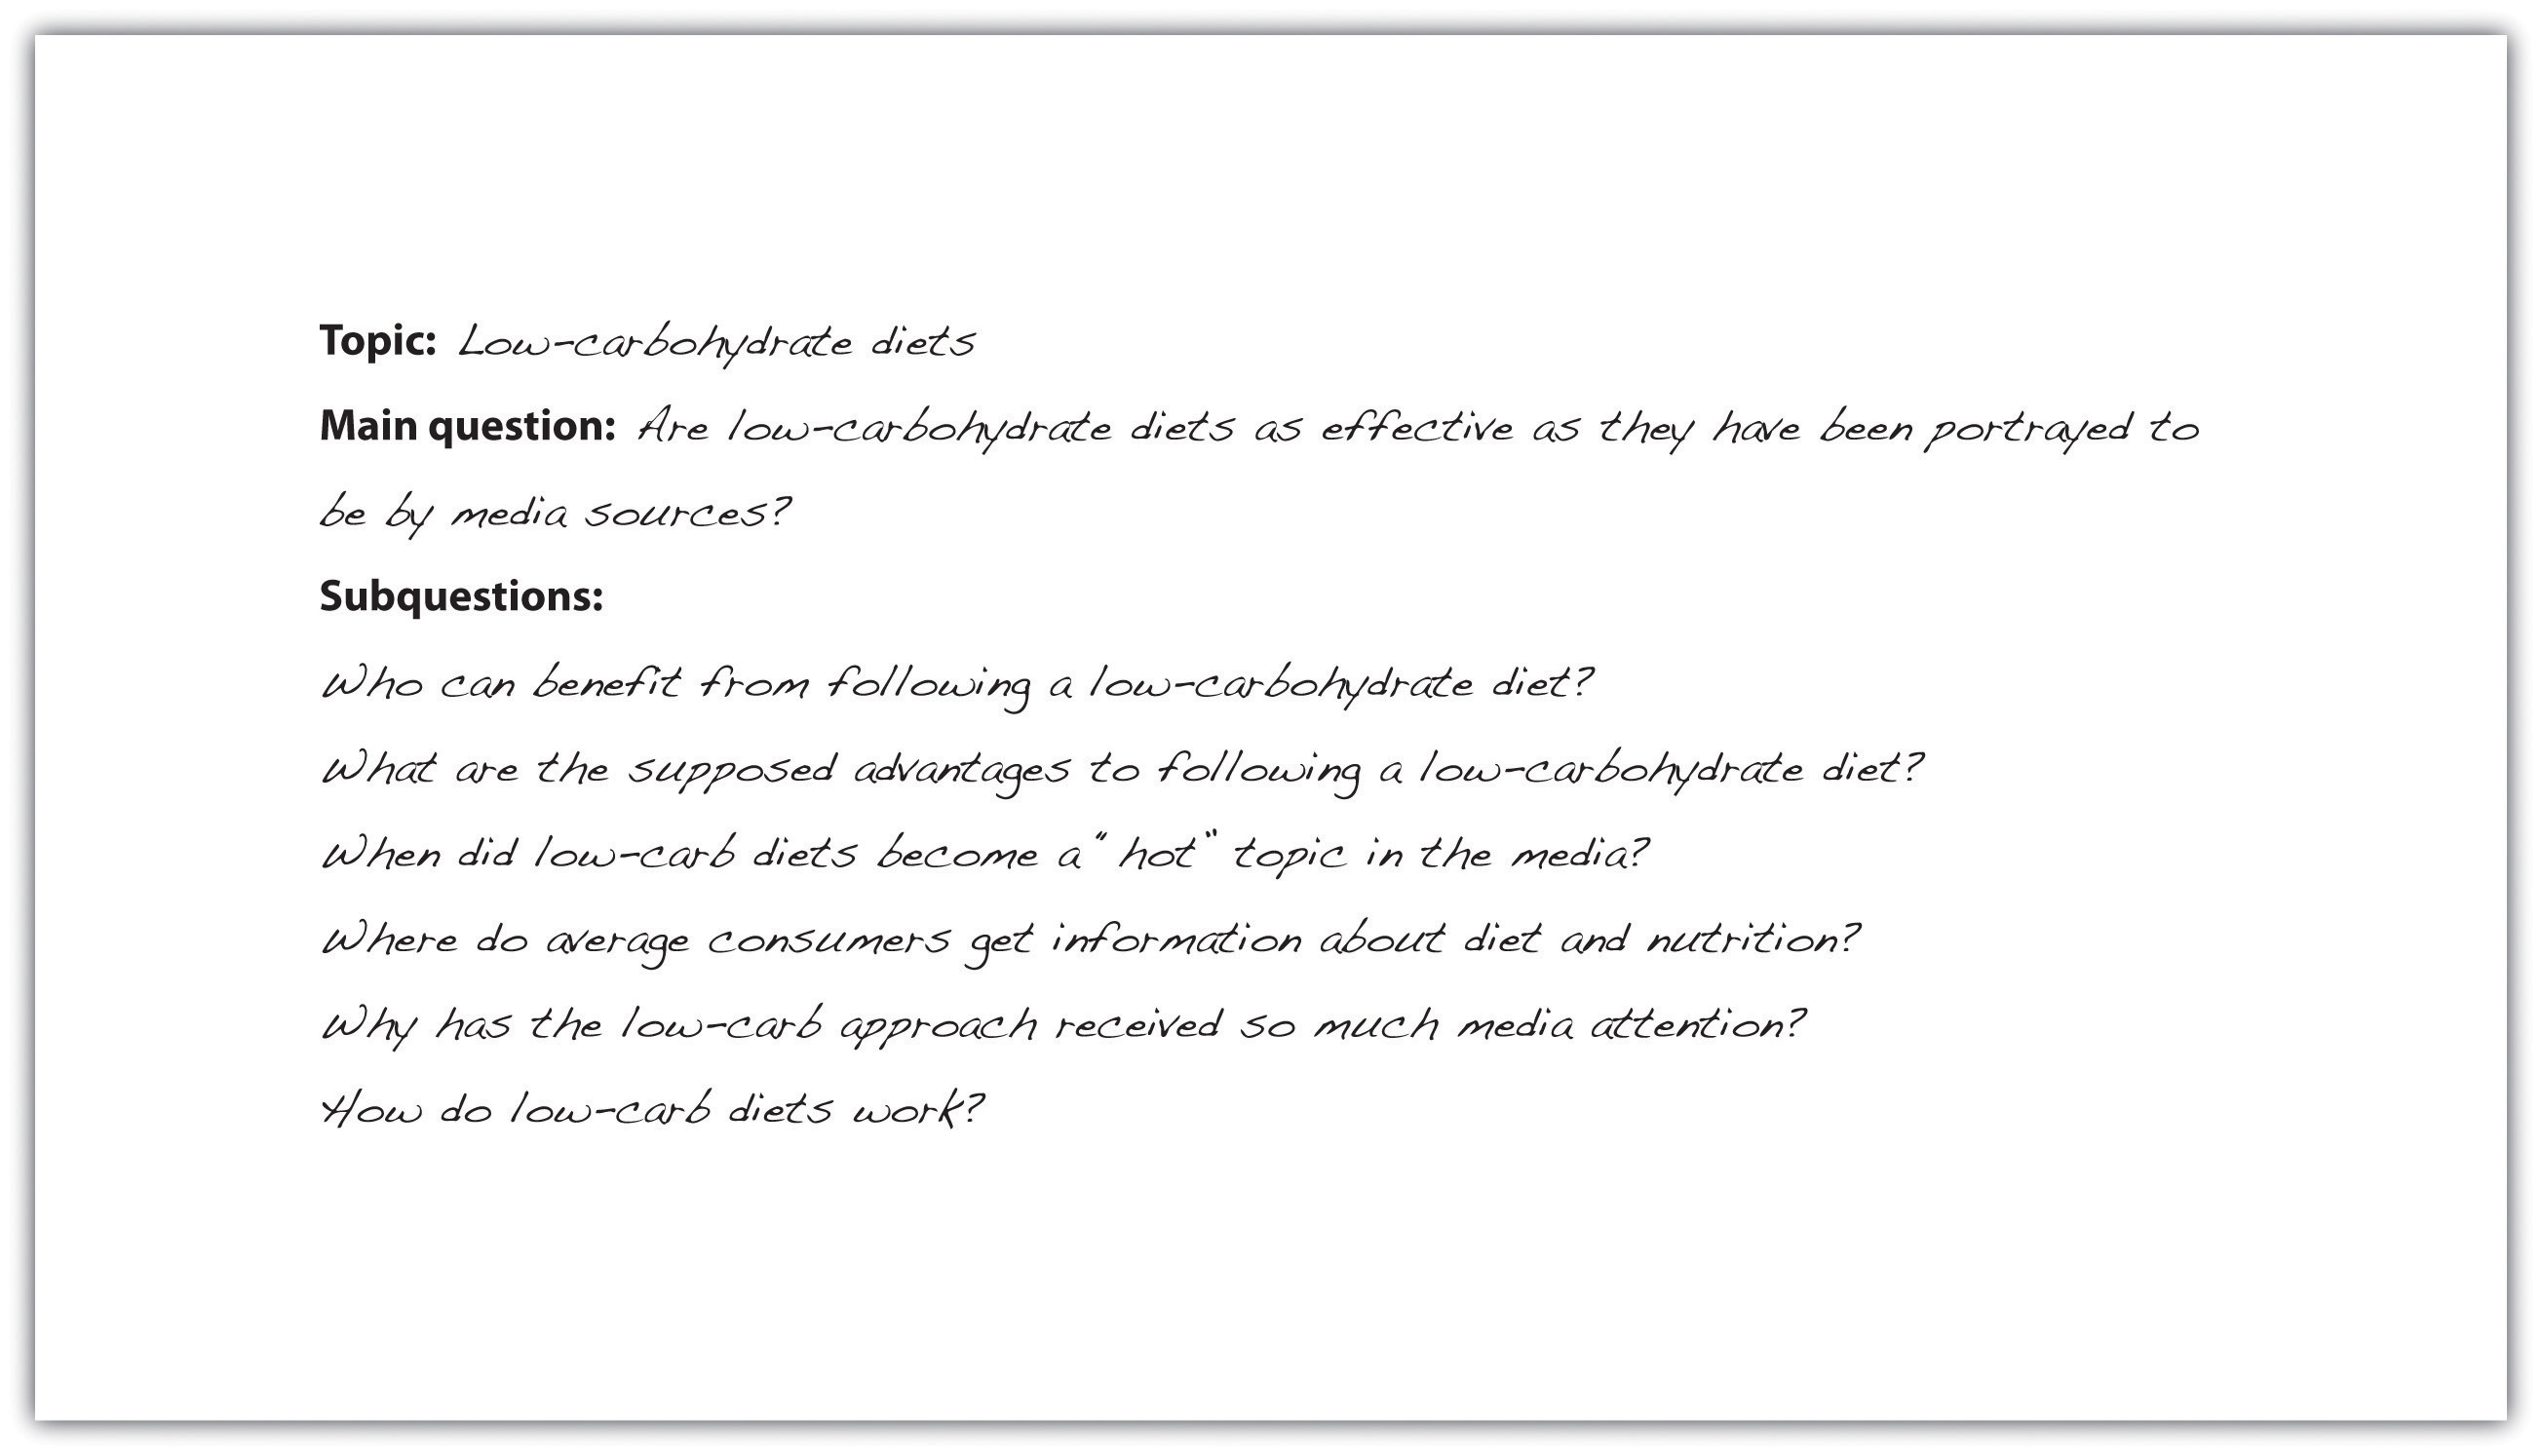 Topic: Low-carbohydrate diets
Main question: Are low-carbohydrate diets as effective as they have been portrayed to
be by media sources?
Subquestions:
Who can benefit from following a low-carbohydrate diet?
What are the supposed advantages to following a low-carbohydrate diet?
When did low-carb diets become a “hot” topic in the media?
Where do average consumers get information about diet and nutrition?
Why has the low-carb approach received so much media attention?
How do low-carb diets work?